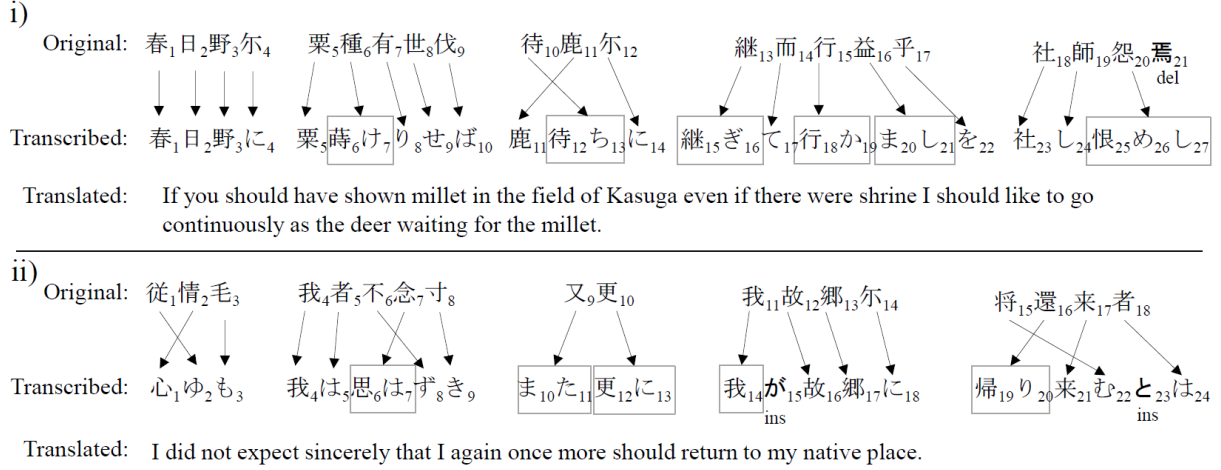 i)
Original: 春1日2野3尓4 粟5種6有7世8伐9 待10鹿11尓12 継13而14行15益16乎17 社18師19怨20焉21
del
Transcribed: 春1日2野3に4 粟5蒔6け7り8せ9ば10 鹿11待12ち13に14 継15ぎ16て17行18か19ま20し21を22 社23し24恨25め26し27
Translated: If you should have shown millet in the field of Kasuga even if there were shrine I should like to go
continuously as the deer waiting for the millet.
ii)
Original: 従1情2毛3 我4者5不6念7寸8 又9更10 我11故12郷13尓14 将15還16来17者18
Transcribed: 心1ゆ2も3 我4は5思6は7ず8き9 ま10た11更12に13 我14が15故16郷17に18 帰19り20来21む22と23は24
ins ins
Translated: I did not expect sincerely that I again once more should return to my native place.